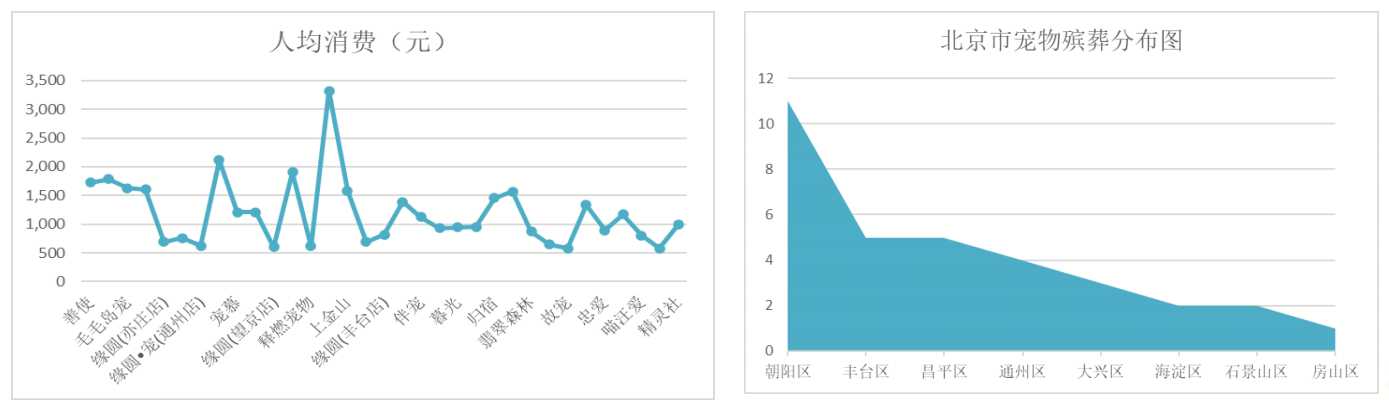 人均消费（元）
3,500
3,000
2,500
2,000
1,500
1,000
500
0
善使
毛毛岛宠
缘圆(亦庄店)
缘圆•宠(通州店)
宠慕
缘圆(望京店)
释燃宠物
上金山
缘圆(丰台店)
伴宠
暮光
归宿
翡翠森林
故宠
忠爱
喵汪爱
精灵社
北京市宠物殡葬分布图
12
10
8
6
4
2
0
朝阳区 丰台区 昌平区 通州区 大兴区 海淀区 石景山区 房山区